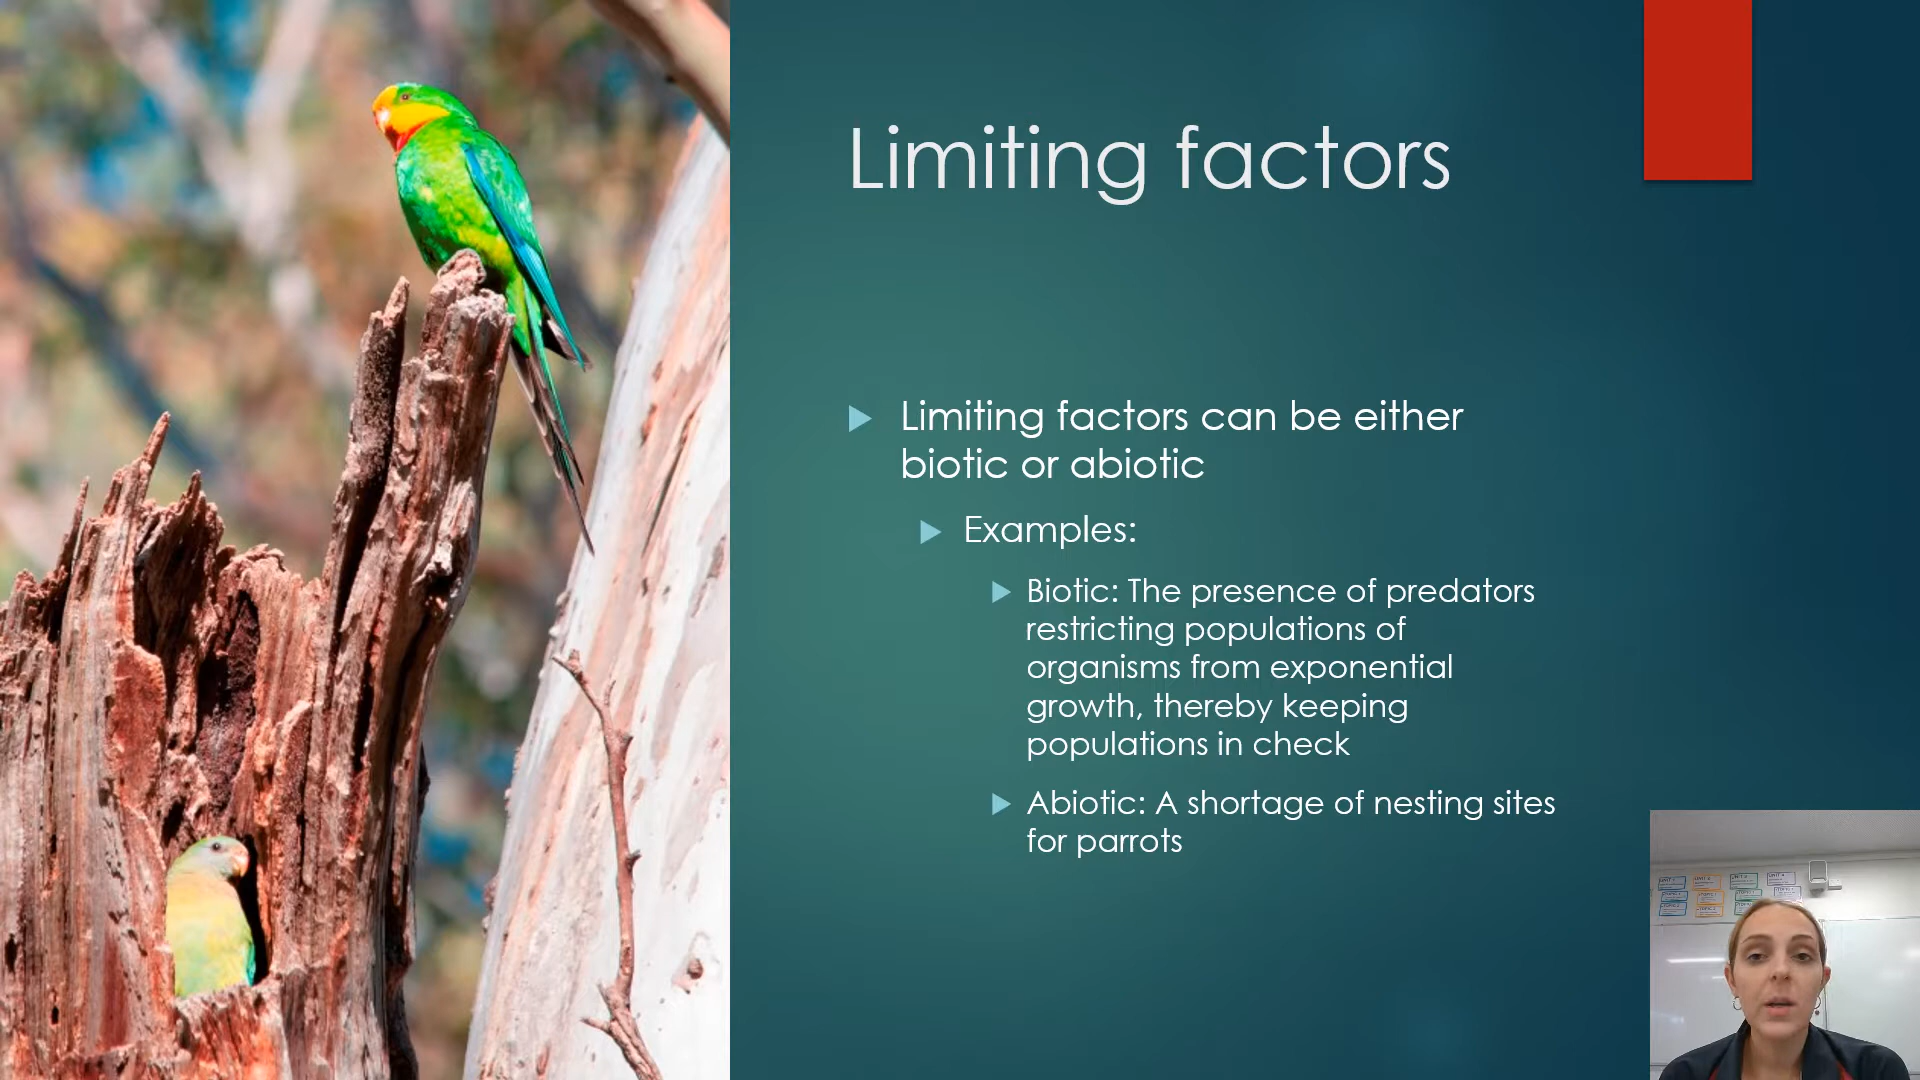 Limiting factors
Limiting factors can be either
biotic or abiotic
Examples:
Biotic: The presence of predators
restricting populations of
organisms from exponential
growth, thereby keeping
populations in check
Abiotic: A shortage of nesting sites
for parrots